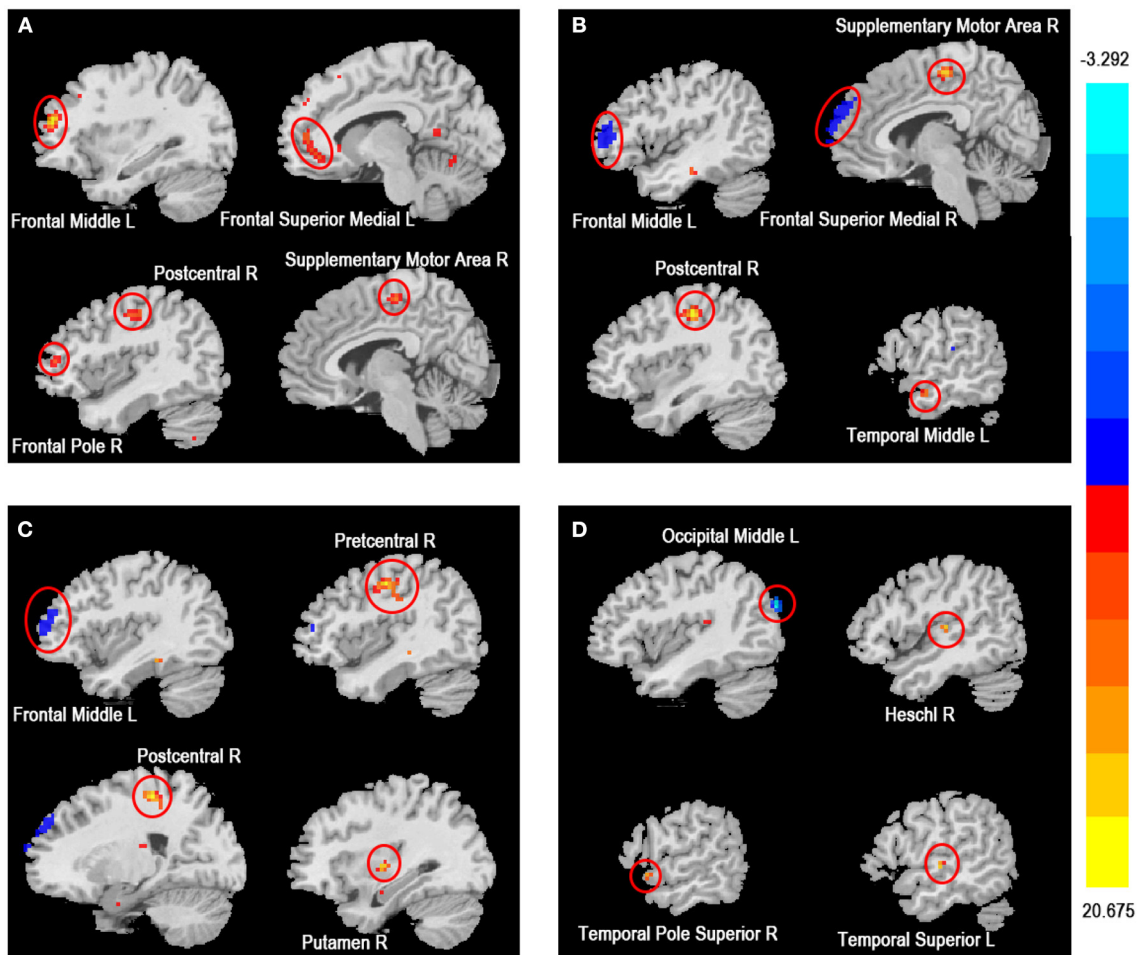 A
Frontal Middle L
Frontal Superior Medial L
Postcentral R
Supplementary Motor Area R
Frontal Pole R
B
Supplementary Motor Area R
Frontal Middle L
Frontal Superior Medial R
Postcentral R
Temporal Middle L
-3.292
20.675
C
Pretcentral R
Frontal Middle L
Postcentral R
Putamen R
D
Occipital Middle L
Heschl R
Temporal Pole Superior R
Temporal Superior L